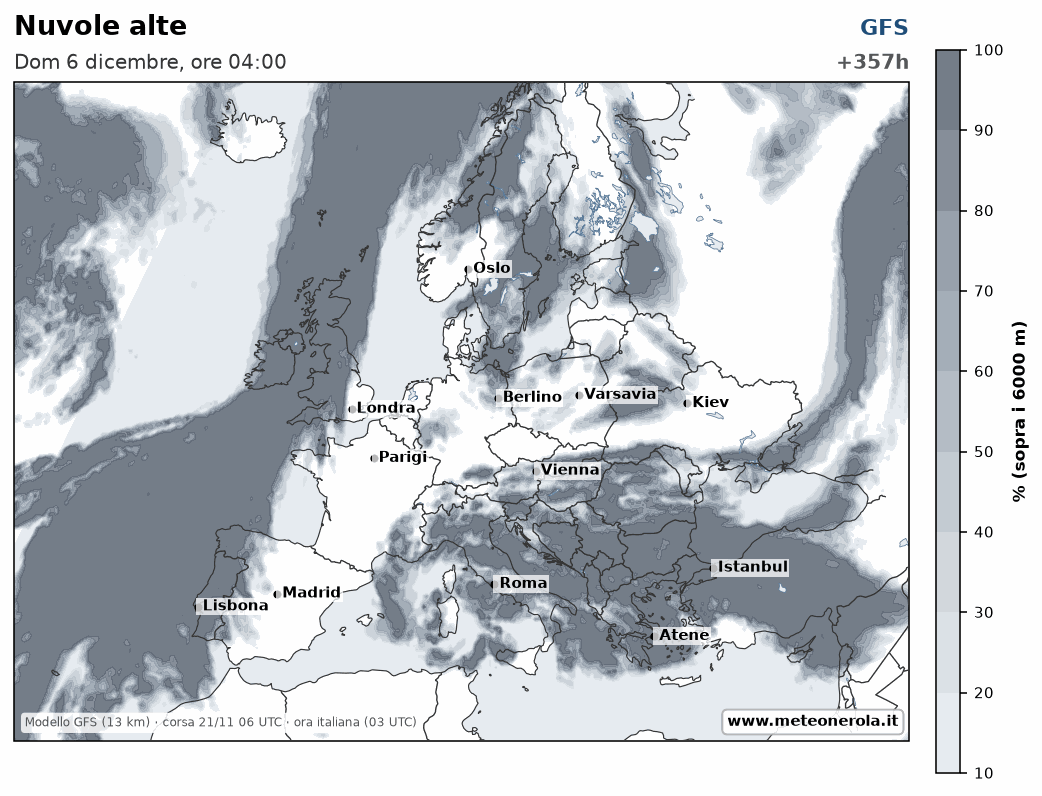 Nuvole alte
GFS
Dom 6 dicembre, ore 04:00
+357h
100
90
80
70
60
50
40
30
20
10
% (sopra i 6000 m)
Oslo
Berlino
Varsavia
Kiev
Londra
Parigi
Vienna
Istanbul
Roma
Madrid
Lisbona
Atene
Modello GFS (13 km) · corsa 21/11 06 UTC · ora italiana (03 UTC)
www.meteonerola.it